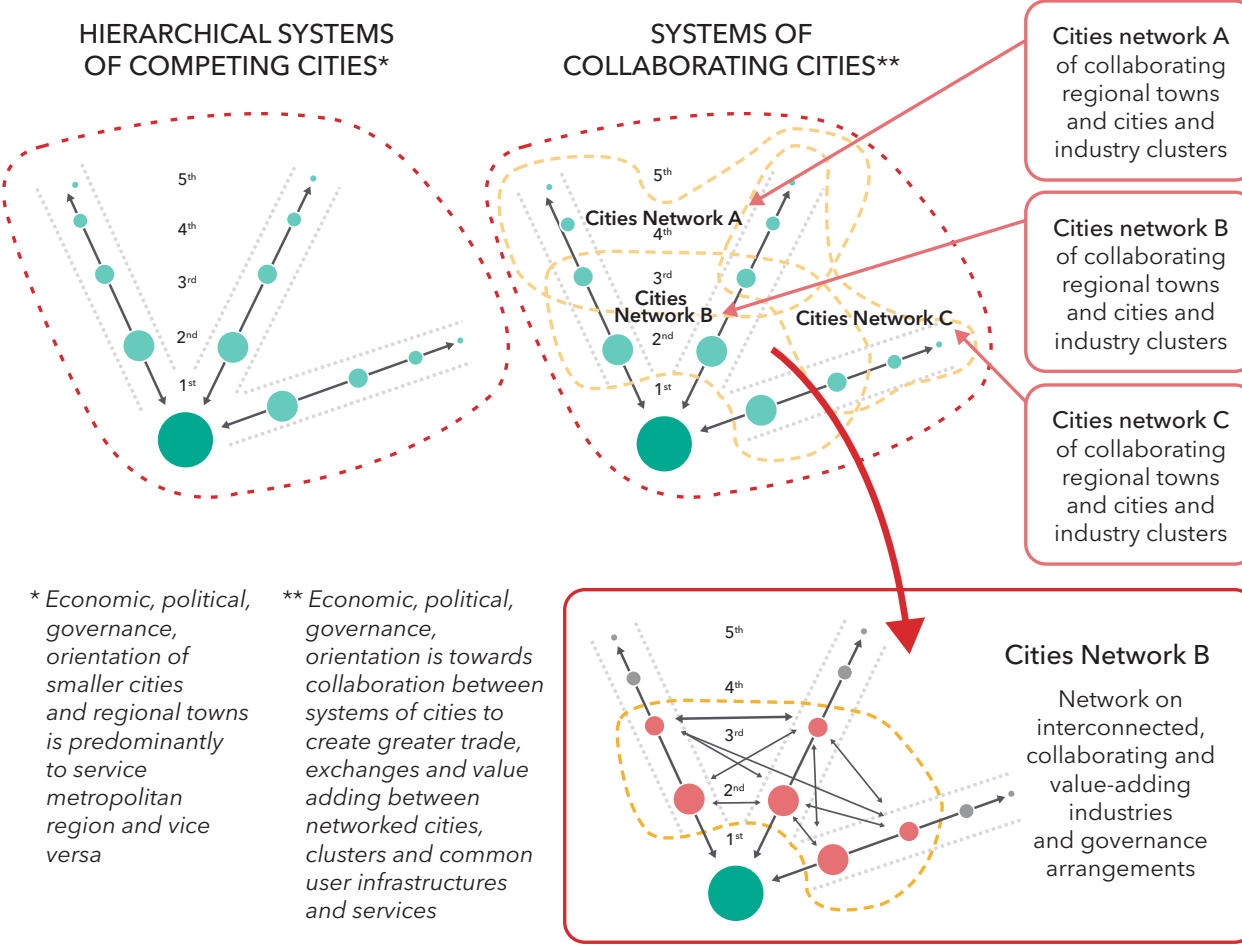 HIERARCHICAL SYSTEMS
OF COMPETING CITIES*
5th
4th
3rd
2nd
1st
SYSTEMS OF
COLLABORATING CITIES**
5th
Cities Network A
4th
3rd
Cities
Network B
2nd
Cities Network C
1st
Cities network A
of collaborating
regional towns
and cities and
industry clusters
Cities network B
of collaborating
regional towns
and cities and
industry clusters
Cities network C
of collaborating
regional towns
and cities and
industry clusters
* Economic, political,
governance,
orientation of
smaller cities
and regional towns
is predominantly
to service
metropolitan
region and vice
versa
** Economic, political,
governance,
orientation is towards
collaboration between
systems of cities to
create greater trade,
exchanges and value
adding between
networked cities,
clusters and common
user infrastructures
and services
5th
4th
3rd
2nd
1st
Cities Network B
Network on
interconnected,
collaborating and
value-adding
industries
and governance
arrangements